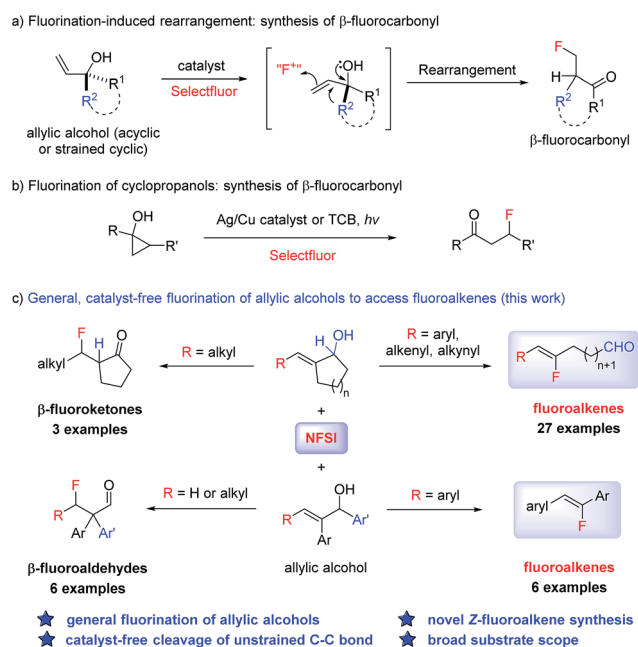 a) Fluorination-induced rearrangement: synthesis of β-fluorocarbonyl
OH
R¹
R²
allylic alcohol (acyclic
or strained cyclic)
catalyst
Selectfluor
"F⁺"
:OH
R¹
R²
Rearrangement
F
H
O
R²
R¹
β-fluorocarbonyl
b) Fluorination of cyclopropanols: synthesis of β-fluorocarbonyl
OH
R
R'
Ag/Cu catalyst or TCB, hv
Selectfluor
O
F
R
R'
c) General, catalyst-free fluorination of allylic alcohols to access fluoroalkenes (this work)
F
H
O
alkyl
β-fluoroketones
3 examples
R = alkyl
H
OH
R
n
R = aryl,
alkenyl, alkynyl
R
F
CHO
n+1
fluoroalkenes
27 examples
+
NFSI
+
F
O
R
Ar
Ar'
β-fluoroaldehydes
6 examples
R = H or alkyl
OH
R
Ar'
Ar
allylic alcohol
R = aryl
aryl
Ar
F
fluoroalkenes
6 examples
general fluorination of allylic alcohols
novel Z-fluoroalkene synthesis
catalyst-free cleavage of unstrained C-C bond
broad substrate scope